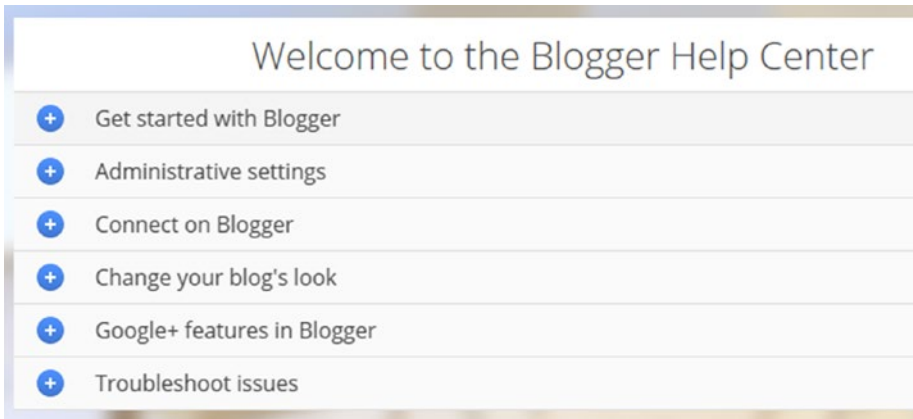 Welcome to the Blogger Help Center
Get started with Blogger
Administrative settings
Connect on Blogger
Change your blog's look
Google+ features in Blogger
Troubleshoot issues